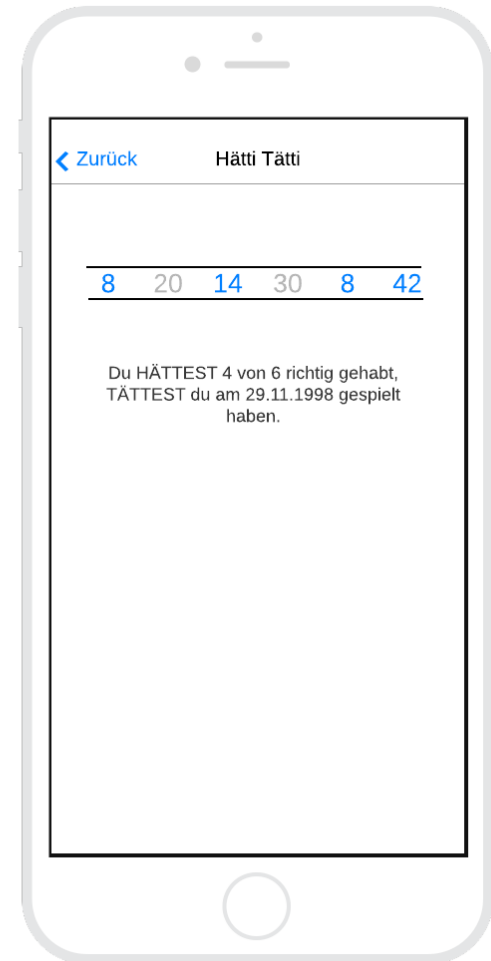 Zurück Hätti Tätti
8 20 14 30 8 42
Du HÄTTEST 4 von 6 richtig gehabt,
TÄTTEST du am 29.11.1998 gespielt
haben.